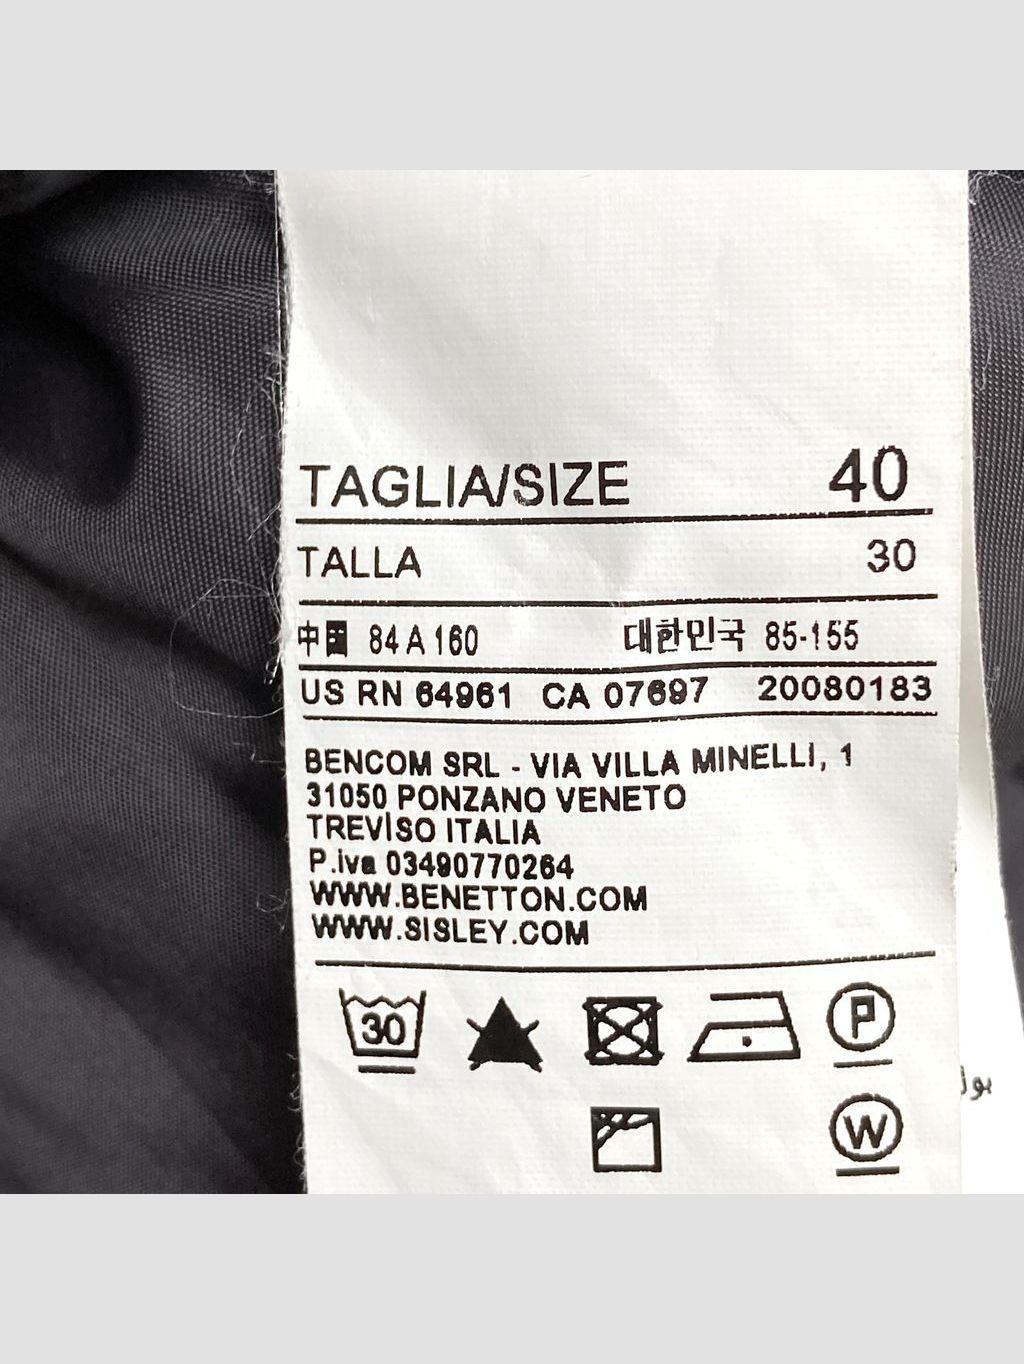 TAGLIA/SIZE 40
TALLA 30
中国 84 A 160 대한민국 85-155
US RN 64961 CA 07697 20080183
BENCOM SRL - VIA VILLA MINELLI, 1
31050 PONZANO VENETO
TREVISO ITALIA
P.iva 03490770264
WWW.BENETTON.COM
WWW.SISLEY.COM
30
P
W